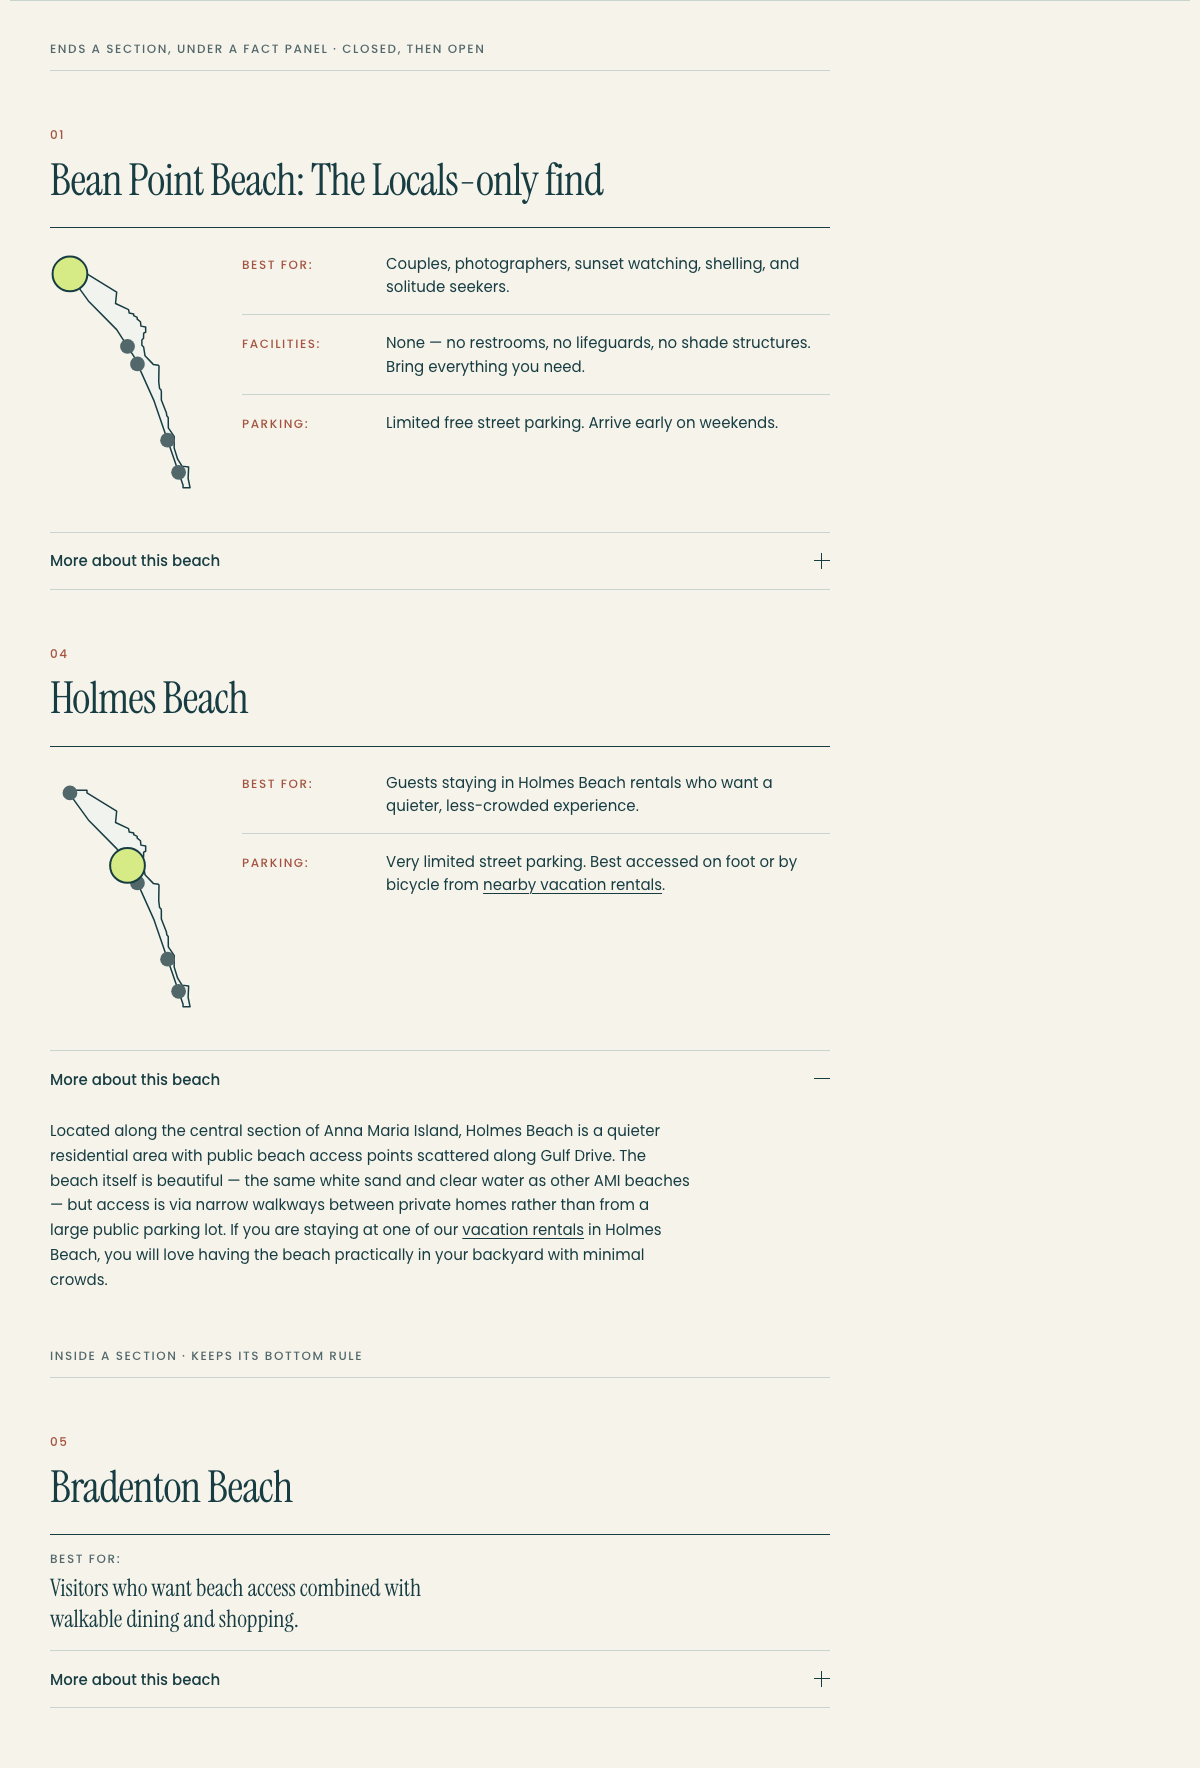 ENDS A SECTION, UNDER A FACT PANEL · CLOSED, THEN OPEN
01
Bean Point Beach: The Locals-only find
BEST FOR:
Couples, photographers, sunset watching, shelling, and
solitude seekers.
FACILITIES:
None — no restrooms, no lifeguards, no shade structures.
Bring everything you need.
PARKING:
Limited free street parking. Arrive early on weekends.
More about this beach
04
Holmes Beach
BEST FOR:
Guests staying in Holmes Beach rentals who want a
quieter, less-crowded experience.
PARKING:
Very limited street parking. Best accessed on foot or by
bicycle from nearby vacation rentals.
More about this beach
Located along the central section of Anna Maria Island, Holmes Beach is a quieter
residential area with public beach access points scattered along Gulf Drive. The
beach itself is beautiful — the same white sand and clear water as other AMI beaches
— but access is via narrow walkways between private homes rather than from a
large public parking lot. If you are staying at one of our vacation rentals in Holmes
Beach, you will love having the beach practically in your backyard with minimal
crowds.
INSIDE A SECTION · KEEPS ITS BOTTOM RULE
05
Bradenton Beach
BEST FOR:
Visitors who want beach access combined with
walkable dining and shopping.
More about this beach